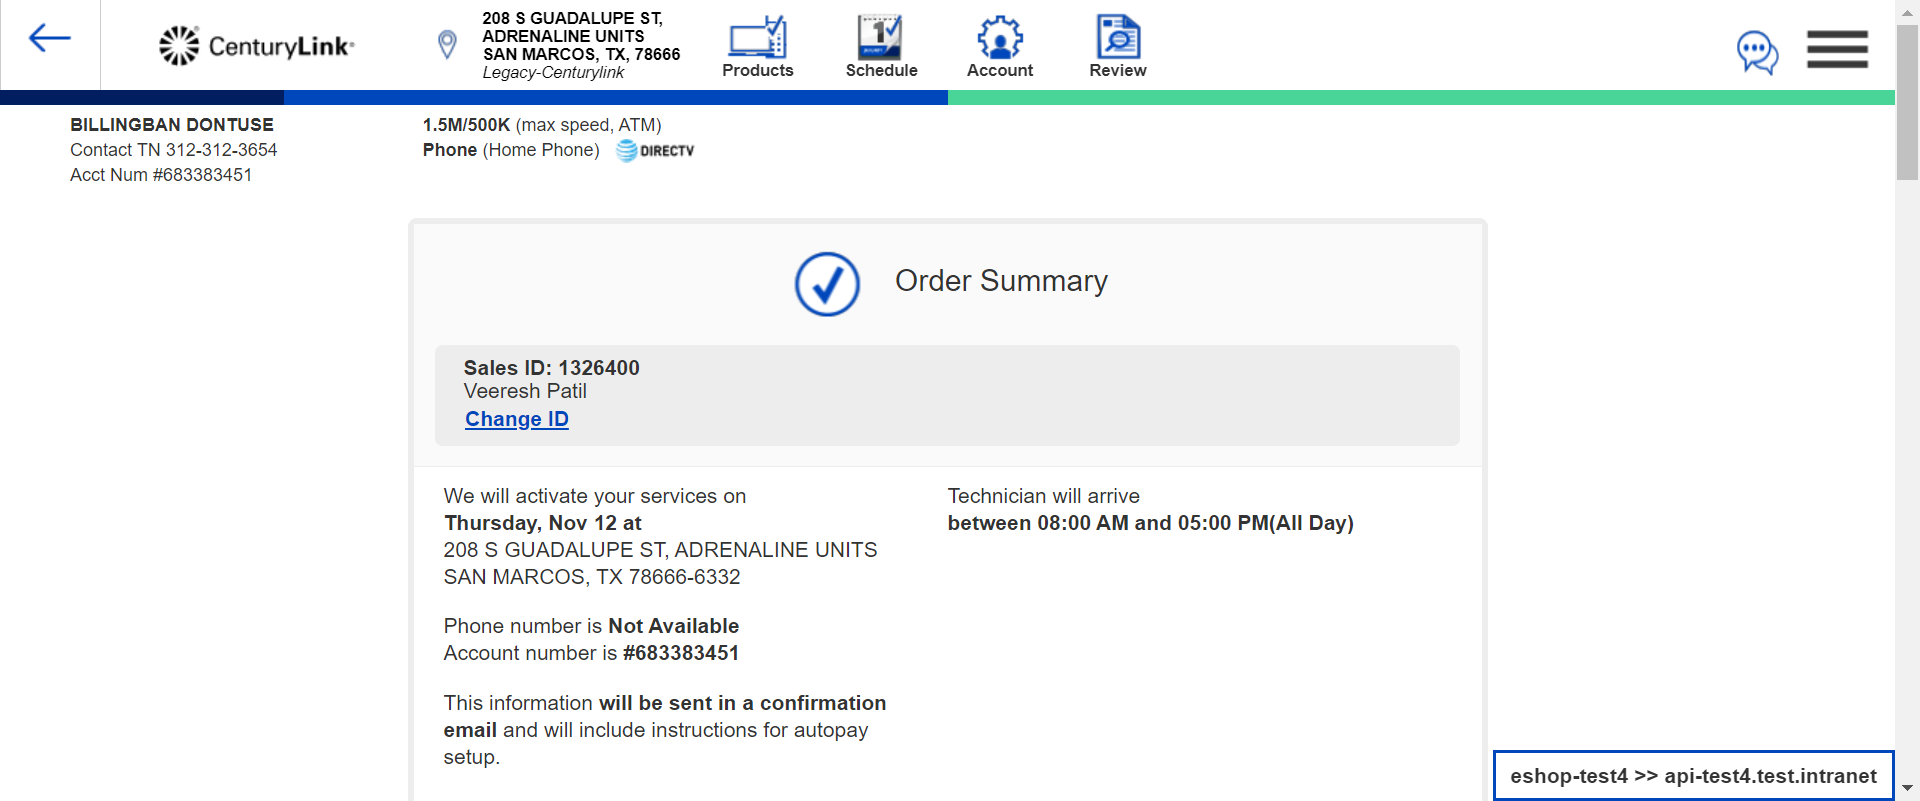 CenturyLink
208 S GUADALUPE ST,
ADRENALINE UNITS
SAN MARCOS, TX, 78666
Legacy-Centurylink
Products
1
Schedule
Account
Review
BILLINGBAN DONTUSE
Contact TN 312-312-3654
Acct Num #683383451
1.5M/500K (max speed, ATM)
Phone (Home Phone) DIRECTV
Order Summary
Sales ID: 1326400
Veeresh Patil
Change ID
We will activate your services on
Thursday, Nov 12 at
208 S GUADALUPE ST, ADRENALINE UNITS
SAN MARCOS, TX 78666-6332
Technician will arrive
between 08:00 AM and 05:00 PM(All Day)
Phone number is Not Available
Account number is #683383451
This information will be sent in a confirmation
email and will include instructions for autopay
setup.
eshop-test4 >> api-test4.test.intranet